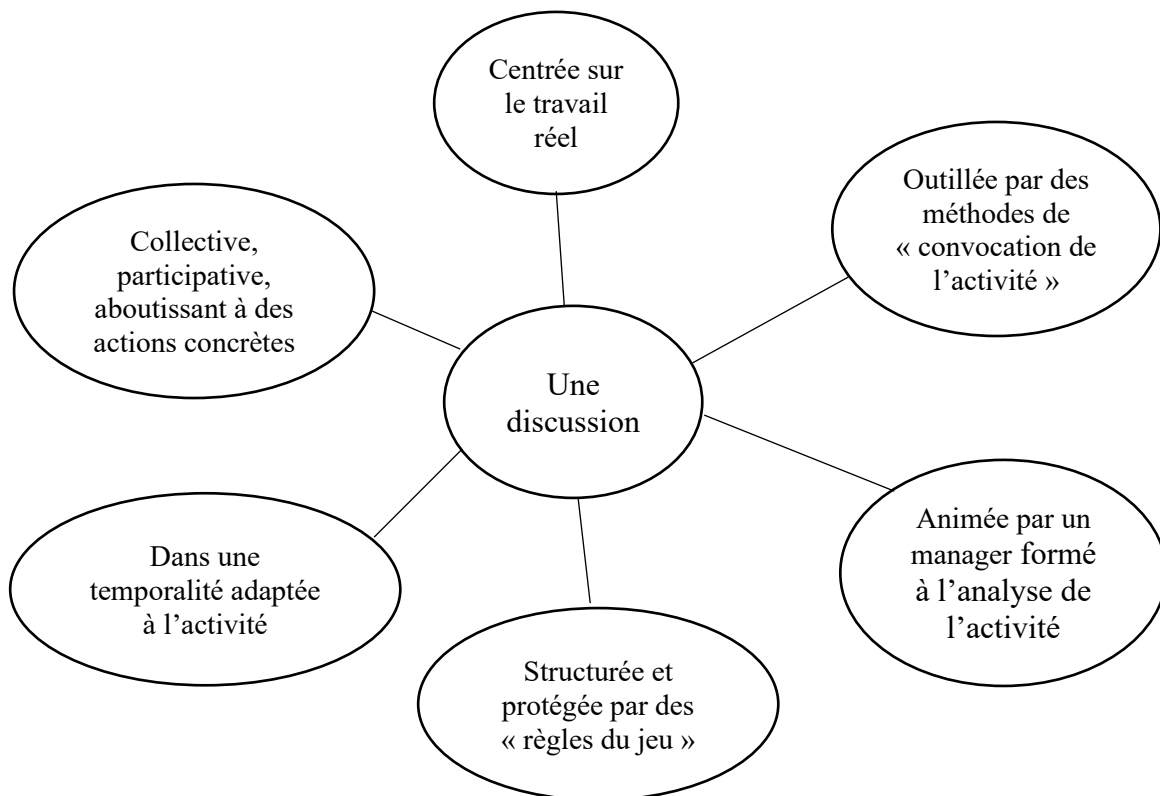 Centrée sur
le travail
réel
Outillée par des
méthodes de
« convocation de
l’activité »
Collective,
participative,
aboutissant à des
actions concrètes
Une
discussion
Animée par un
manager formé
à l’analyse de
l’activité
Dans une
temporalité adaptée
à l’activité
Structurée et
protégée par des
« règles du jeu »